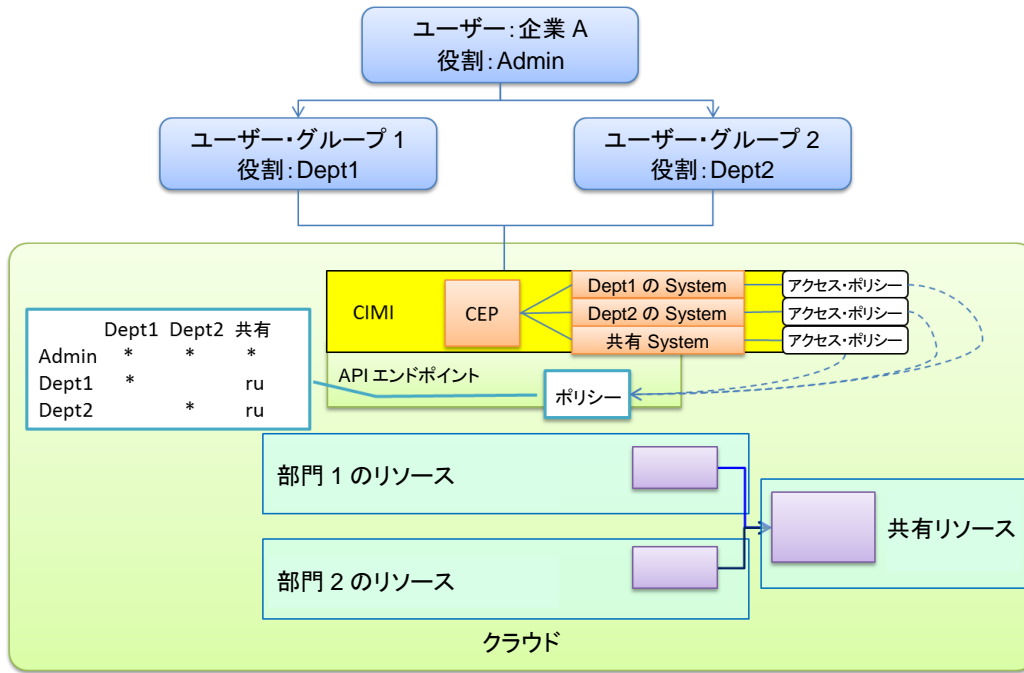 ユーザー：企業 A
役割：Admin
ユーザー・グループ 1
役割：Dept1
ユーザー・グループ 2
役割：Dept2
CIMI
CEP
Dept1 の System
アクセス・ポリシー
Dept2 の System
アクセス・ポリシー
共有 System
アクセス・ポリシー
Dept1 Dept2 共有
Admin * * *
Dept1 * ru
Dept2 * ru
API エンドポイント
ポリシー
部門 1 のリソース
共有リソース
部門 2 のリソース
クラウド